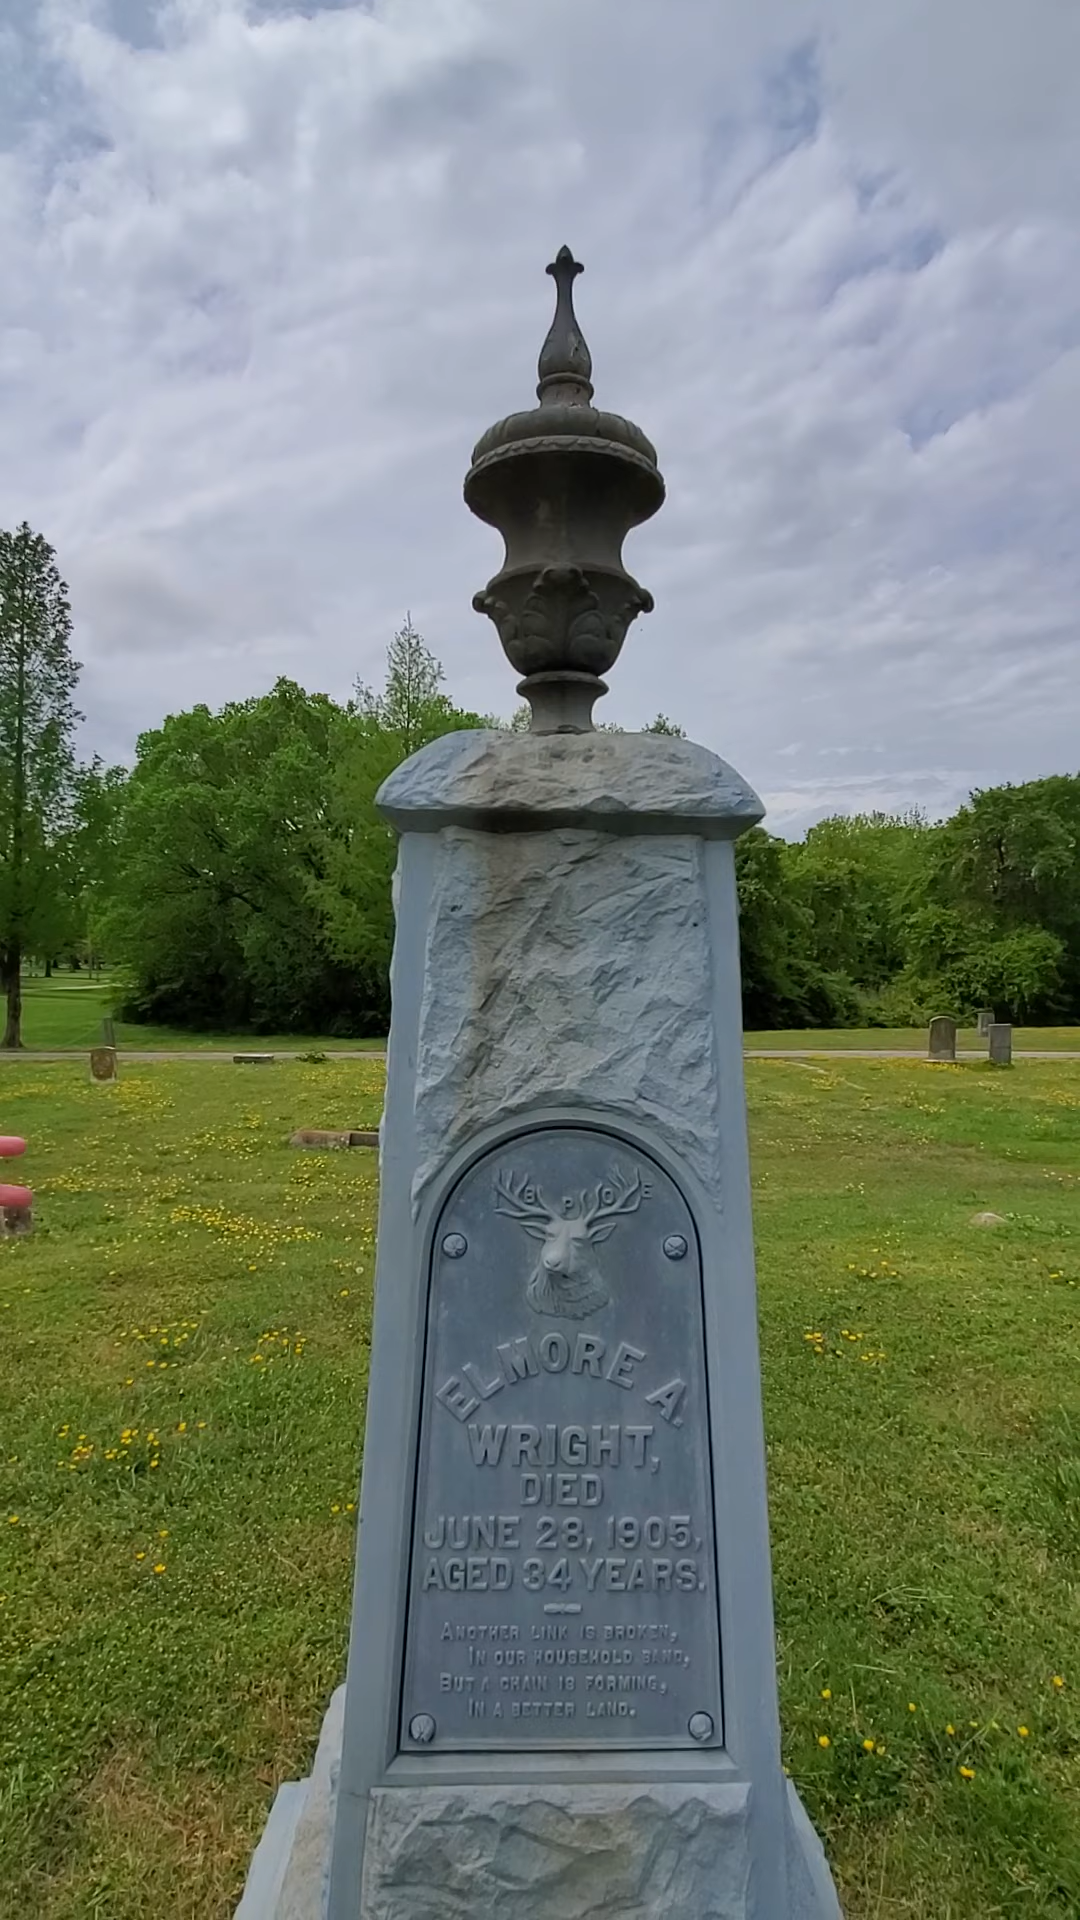 B P O E
ELMORE A.
WRIGHT,
DIED
JUNE 28, 1905,
AGED 34 YEARS.
ANOTHER LINK IS BROKEN,
IN OUR HOUSEHOLD BAND,
BUT A CHAIN IS FORMING,
IN A BETTER LAND.